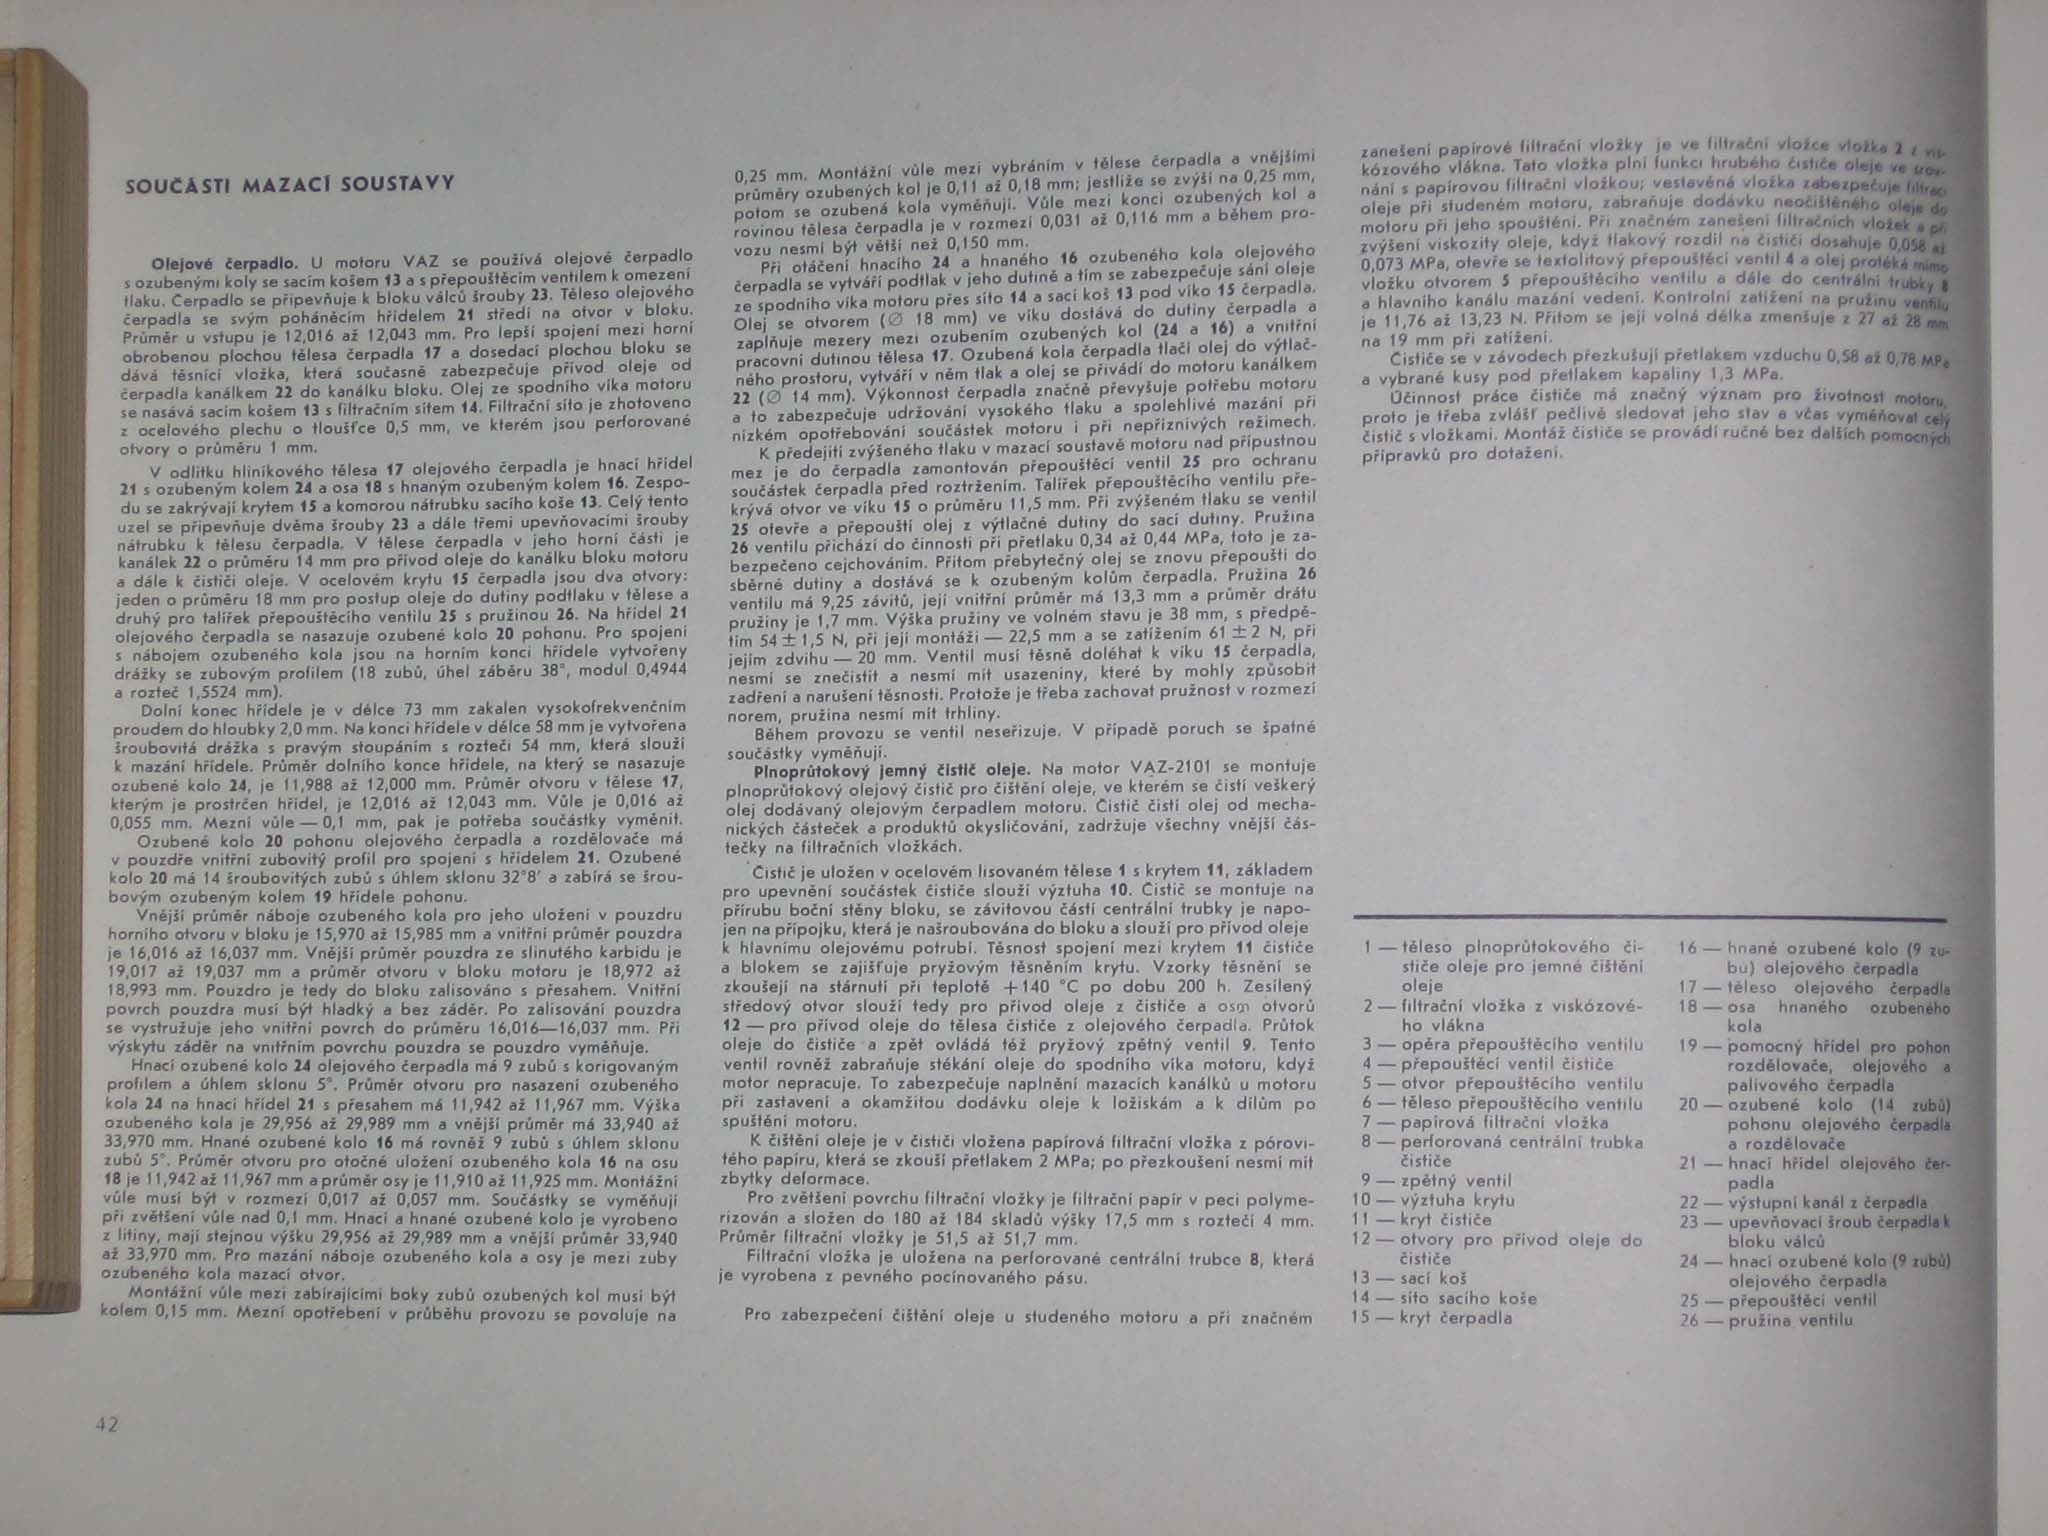 SOUČÁSTI MAZACÍ SOUSTAVY
Olejové čerpadlo. U motoru VAZ se používá olejové čerpadlo
s ozubenými koly se sacím košem 13 a s přepouštěcím ventilem k omezení
tlaku. Čerpadlo se připevňuje k bloku válců šrouby 23. Těleso olejového
čerpadla se svým poháněcím hřídelem 21 středí na otvor v bloku.
Průměr u vstupu je 12,016 až 12,043 mm. Pro lepší spojení mezi horní
obrobenou plochou tělesa čerpadla 17 a dosedací plochou bloku se
dává těsnící vložka, která současně zabezpečuje přívod oleje od
čerpadla kanálkem 22 do kanálku bloku. Olej ze spodního víka motoru
se nasává sacím košem 13 s filtračním sítem 14. Filtrační síto je zhotoveno
z ocelového plechu o tloušťce 0,5 mm, ve kterém jsou perforované
otvory o průměru 1 mm.
V odlitku hliníkového tělesa 17 olejového čerpadla je hnací hřídel
21 s ozubeným kolem 24 a osa 18 s hnaným ozubeným kolem 16. Zespo-
du se zakrývají krytem 15 a komorou nátrubku sacího koše 13. Celý tento
uzel se připevňuje dvěma šrouby 23 a dále třemi upevňovacími šrouby
nátrubku k tělesu čerpadla. V tělese čerpadla v jeho horní části je
kanálek 22 o průměru 14 mm pro přívod oleje do kanálku bloku motoru
a dále k čističi oleje. V ocelovém krytu 15 čerpadla jsou dva otvory:
jeden o průměru 18 mm pro postup oleje do dutiny podtlaku v tělese a
druhý pro talířek přepouštěcího ventilu 25 s pružinou 26. Na hřídel 21
olejového čerpadla se nasazuje ozubené kolo 20 pohonu. Pro spojení
s nábojem ozubeného kola jsou na horním konci hřídele vytvořeny
drážky se zubovým profilem (18 zubů, úhel záběru 38°, modul 0,4944
a rozteč 1,5524 mm).
Dolní konec hřídele je v délce 73 mm zakalen vysokofrekvenčním
proudem do hloubky 2,0 mm. Na konci hřídele v délce 58 mm je vytvořena
šroubovitá drážka s pravým stoupáním s roztečí 54 mm, která slouží
k mazání hřídele. Průměr dolního konce hřídele, na který se nasazuje
ozubené kolo 24, je 11,988 až 12,000 mm. Průměr otvoru v tělese 17,
kterým je prostrčen hřídel, je 12,016 až 12,043 mm. Vůle je 0,016 až
0,055 mm. Mezní vůle — 0,1 mm, pak je potřeba součástky vyměnit.
Ozubené kolo 20 pohonu olejového čerpadla a rozdělovače má
v pouzdře vnitřní zubovitý profil pro spojení s hřídelem 21. Ozubené
kolo 20 má 14 šroubovitých zubů s úhlem sklonu 32°8′ a zabírá se šrou-
bovým ozubeným kolem 19 hřídele pohonu.
Vnější průměr náboje ozubeného kola pro jeho uložení v pouzdru
horního otvoru v bloku je 15,970 až 15,985 mm a vnitřní průměr pouzdra
je 16,016 až 16,037 mm. Vnější průměr pouzdra ze slinutého karbidu je
19,017 až 19,037 mm a průměr otvoru v bloku motoru je 18,972 až
18,993 mm. Pouzdro je tedy do bloku zalisováno s přesahem. Vnitřní
povrch pouzdra musí být hladký a bez záděr. Po zalisování pouzdra
se vystružuje jeho vnitřní povrch do průměru 16,016—16,037 mm. Při
výskytu záděr na vnitřním povrchu pouzdra se pouzdro vyměňuje.
Hnací ozubené kolo 24 olejového čerpadla má 9 zubů s korigovaným
profilem a úhlem sklonu 5°. Průměr otvoru pro nasazení ozubeného
kola 24 na hnací hřídel 21 s přesahem má 11,942 až 11,967 mm. Výška
ozubeného kola je 29,956 až 29,989 mm a vnější průměr má 33,940 až
33,970 mm. Hnané ozubené kolo 16 má rovněž 9 zubů s úhlem sklonu
zubů 5°. Průměr otvoru pro otočné uložení ozubeného kola 16 na osu
18 je 11,942 až 11,967 mm a průměr osy je 11,910 až 11,925 mm. Montážní
vůle musí být v rozmezí 0,017 až 0,057 mm. Součástky se vyměňují
při zvětšení vůle nad 0,1 mm. Hnací a hnané ozubené kolo je vyrobeno
z litiny, mají stejnou výšku 29,956 až 29,989 mm a vnější průměr 33,940
až 33,970 mm. Pro mazání náboje ozubeného kola a osy je mezi zuby
ozubeného kola mazací otvor.
Montážní vůle mezi zabírajícími boky zubů ozubených kol musí být
kolem 0,15 mm. Mezní opotřebení v průběhu provozu se povoluje na
0,25 mm. Montážní vůle mezi vybráním v tělese čerpadla a vnějšími
průměry ozubených kol je 0,11 až 0,18 mm; jestliže se zvýší na 0,25 mm,
potom se ozubená kola vyměňují. Vůle mezi konci ozubených kol a
rovinou tělesa čerpadla je v rozmezí 0,031 až 0,116 mm a během pro-
vozu nesmí být větší než 0,150 mm.
Při otáčení hnacího 24 a hnaného 16 ozubeného kola olejového
čerpadla se vytváří podtlak v jeho dutině a tím se zabezpečuje sání oleje
ze spodního víka motoru přes síto 14 a sací koš 13 pod víko 15 čerpadla.
Olej se otvorem (∅ 18 mm) ve víku dostává do dutiny čerpadla a
zaplňuje mezery mezi ozubením ozubených kol (24 a 16) a vnitřní
pracovní dutinou tělesa 17. Ozubená kola čerpadla tlačí olej do výtlač-
ného prostoru, vytváří v něm tlak a olej se přivádí do motoru kanálkem
22 (∅ 14 mm). Výkonnost čerpadla značně převyšuje potřebu motoru
a to zabezpečuje udržování vysokého tlaku a spolehlivé mazání při
nízkém opotřebování součástek motoru i při nepříznivých režimech.
K předejití zvýšeného tlaku v mazací soustavě motoru nad přípustnou
mez je do čerpadla zamontován přepouštěcí ventil 25 pro ochranu
součástek čerpadla před roztržením. Talířek přepouštěcího ventilu pře-
krývá otvor ve víku 15 o průměru 11,5 mm. Při zvýšeném tlaku se ventil
25 otevře a přepouští olej z výtlačné dutiny do sací dutiny. Pružina
26 ventilu přichází do činnosti při přetlaku 0,34 až 0,44 MPa, toto je za-
bezpečeno cejchováním. Přitom přebytečný olej se znovu přepouští do
sběrné dutiny a dostává se k ozubeným kolům čerpadla. Pružina 26
ventilu má 9,25 závitů, její vnitřní průměr má 13,3 mm a průměr drátu
pružiny je 1,7 mm. Výška pružiny ve volném stavu je 38 mm, s předpě-
tím 54 ± 1,5 N, při její montáži — 22,5 mm a se zatížením 61 ± 2 N, při
jejím zdvihu — 20 mm. Ventil musí těsně doléhat k víku 15 čerpadla,
nesmí se znečistit a nesmí mít usazeniny, které by mohly způsobit
zadření a narušení těsnosti. Protože je třeba zachovat pružnost v rozmezí
norem, pružina nesmí mít trhliny.
Během provozu se ventil neseřizuje. V případě poruch se špatné
součástky vyměňují.
Plnoprůtokový jemný čistič oleje. Na motor VAZ-2101 se montuje
plnoprůtokový olejový čistič pro čištění oleje, ve kterém se čistí veškerý
olej dodávaný olejovým čerpadlem motoru. Čistič čistí olej od mecha-
nických částeček a produktů okysličování, zadržuje všechny vnější čás-
tečky na filtračních vložkách.
Čistič je uložen v ocelovém lisovaném tělese 1 s krytem 11, základem
pro upevnění součástek čističe slouží výztuha 10. Čistič se montuje na
přírubu boční stěny bloku, se závitovou částí centrální trubky je napo-
jen na přípojku, která je našroubována do bloku a slouží pro přívod oleje
k hlavnímu olejovému potrubí. Těsnost spojení mezi krytem 11 čističe
a blokem se zajišťuje pryžovým těsněním krytu. Vzorky těsnění se
zkoušejí na stárnutí při teplotě +140 °C po dobu 200 h. Zesílený
středový otvor slouží tedy pro přívod oleje z čističe a osm otvorů
12 — pro přívod oleje do tělesa čističe z olejového čerpadla. Průtok
oleje do čističe a zpět ovládá též pryžový zpětný ventil 9. Tento
ventil rovněž zabraňuje stékání oleje do spodního víka motoru, když
motor nepracuje. To zabezpečuje naplnění mazacích kanálků u motoru
při zastavení a okamžitou dodávku oleje k ložiskám a k dílům po
spuštění motoru.
K čištění oleje je v čističi vložena papírová filtrační vložka z pórovi-
tého papíru, která se zkouší přetlakem 2 MPa; po přezkoušení nesmí mít
zbytky deformace.
Pro zvětšení povrchu filtrační vložky je filtrační papír v peci polyme-
rizován a složen do 180 až 184 skladů výšky 17,5 mm s roztečí 4 mm.
Průměr filtrační vložky je 51,5 až 51,7 mm.
Filtrační vložka je uložena na perforované centrální trubce 8, která
je vyrobena z pevného pocínovaného pásu.
Pro zabezpečení čištění oleje u studeného motoru a při značném
zanešení papírové filtrační vložky je ve filtrační vložce vložka 2 z vis-
kózového vlákna. Tato vložka plní funkci hrubého čističe oleje ve srov-
nání s papírovou filtrační vložkou; vestavěná vložka zabezpečuje filtraci
oleje při studeném motoru, zabraňuje dodávku neočištěného oleje do
motoru při jeho spouštění. Při značném zanešení filtračních vložek a při
zvýšení viskozity oleje, když tlakový rozdíl na čističi dosahuje 0,058 až
0,073 MPa, otevře se textolitový přepouštěcí ventil 4 a olej protéká mimo
vložku otvorem 5 přepouštěcího ventilu a dále do centrální trubky 8
a hlavního kanálu mazání vedení. Kontrolní zatížení na pružinu ventilu
je 11,76 až 13,23 N. Přitom se její volná délka zmenšuje z 27 až 28 mm
na 19 mm při zatížení.
Čističe se v závodech přezkušují přetlakem vzduchu 0,58 až 0,78 MPa
a vybrané kusy pod přetlakem kapaliny 1,3 MPa.
Účinnost práce čističe má značný význam pro životnost motoru,
proto je třeba zvlášť pečlivě sledovat jeho stav a včas vyměňovat celý
čistič s vložkami. Montáž čističe se provádí ručně bez dalších pomocných
přípravků pro dotažení.
1 — těleso plnoprůtokového či-
stiče oleje pro jemné čištění
oleje
2 — filtrační vložka z viskózové-
ho vlákna
3 — opěra přepouštěcího ventilu
4 — přepouštěcí ventil čističe
5 — otvor přepouštěcího ventilu
6 — těleso přepouštěcího ventilu
7 — papírová filtrační vložka
8 — perforovaná centrální trubka
čističe
9 — zpětný ventil
10 — výztuha krytu
11 — kryt čističe
12 — otvory pro přívod oleje do
čističe
13 — sací koš
14 — síto sacího koše
15 — kryt čerpadla
16 — hnané ozubené kolo (9 zu-
bů) olejového čerpadla
17 — těleso olejového čerpadla
18 — osa hnaného ozubeného
kola
19 — pomocný hřídel pro pohon
rozdělovače, olejového a
palivového čerpadla
20 — ozubené kolo (14 zubů)
pohonu olejového čerpadla
a rozdělovače
21 — hnací hřídel olejového čer-
padla
22 — výstupní kanál z čerpadla
23 — upevňovací šroub čerpadla k
bloku válců
24 — hnací ozubené kolo (9 zubů)
olejového čerpadla
25 — přepouštěcí ventil
26 — pružina ventilu
42